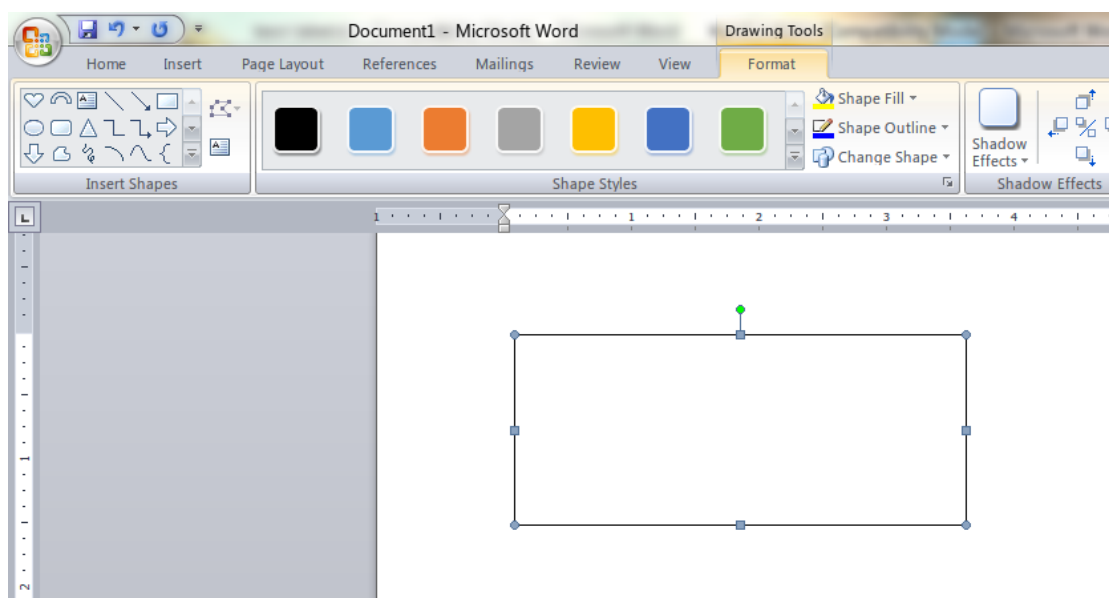 Document1 - Microsoft Word
Drawing Tools
Home Insert Page Layout References Mailings Review View Format
Shape Fill
Shape Outline
Change Shape
Shadow Effects
Insert Shapes
Shape Styles
Shadow Effects
1 1 2 3 4
1
2